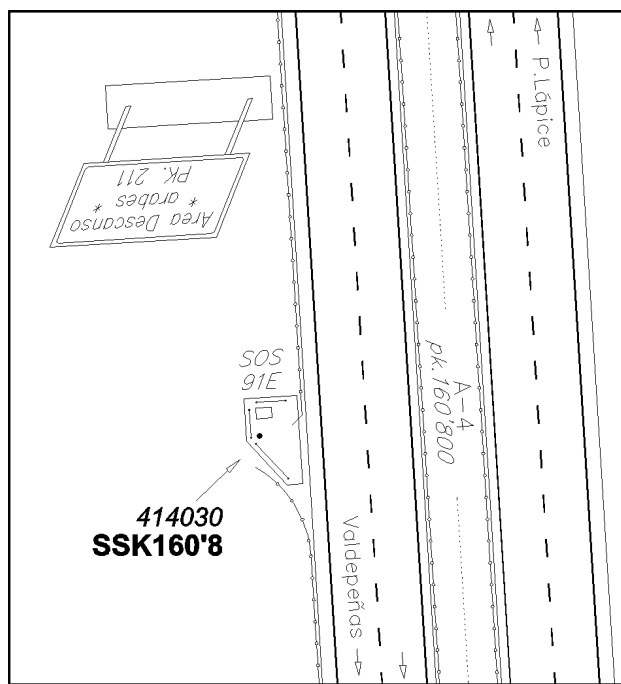 P.Lápice
Area Descanso
* arabes *
PK. 211
A-4
pk.160'800
SOS
91E
414030
SSK160'8
Valdepeñas